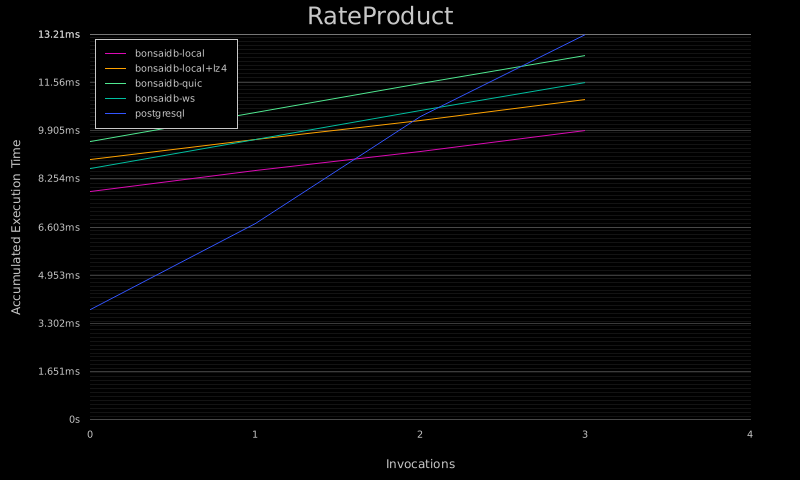 RateProduct
13.21ms
11.56ms
9.905ms
8.254ms
6.603ms
4.953ms
3.302ms
1.651ms
0s
bonsaidb-local
bonsaidb-local+lz4
bonsaidb-quic
bonsaidb-ws
postgresql
Accumulated Execution Time
0 1 2 3 4
Invocations